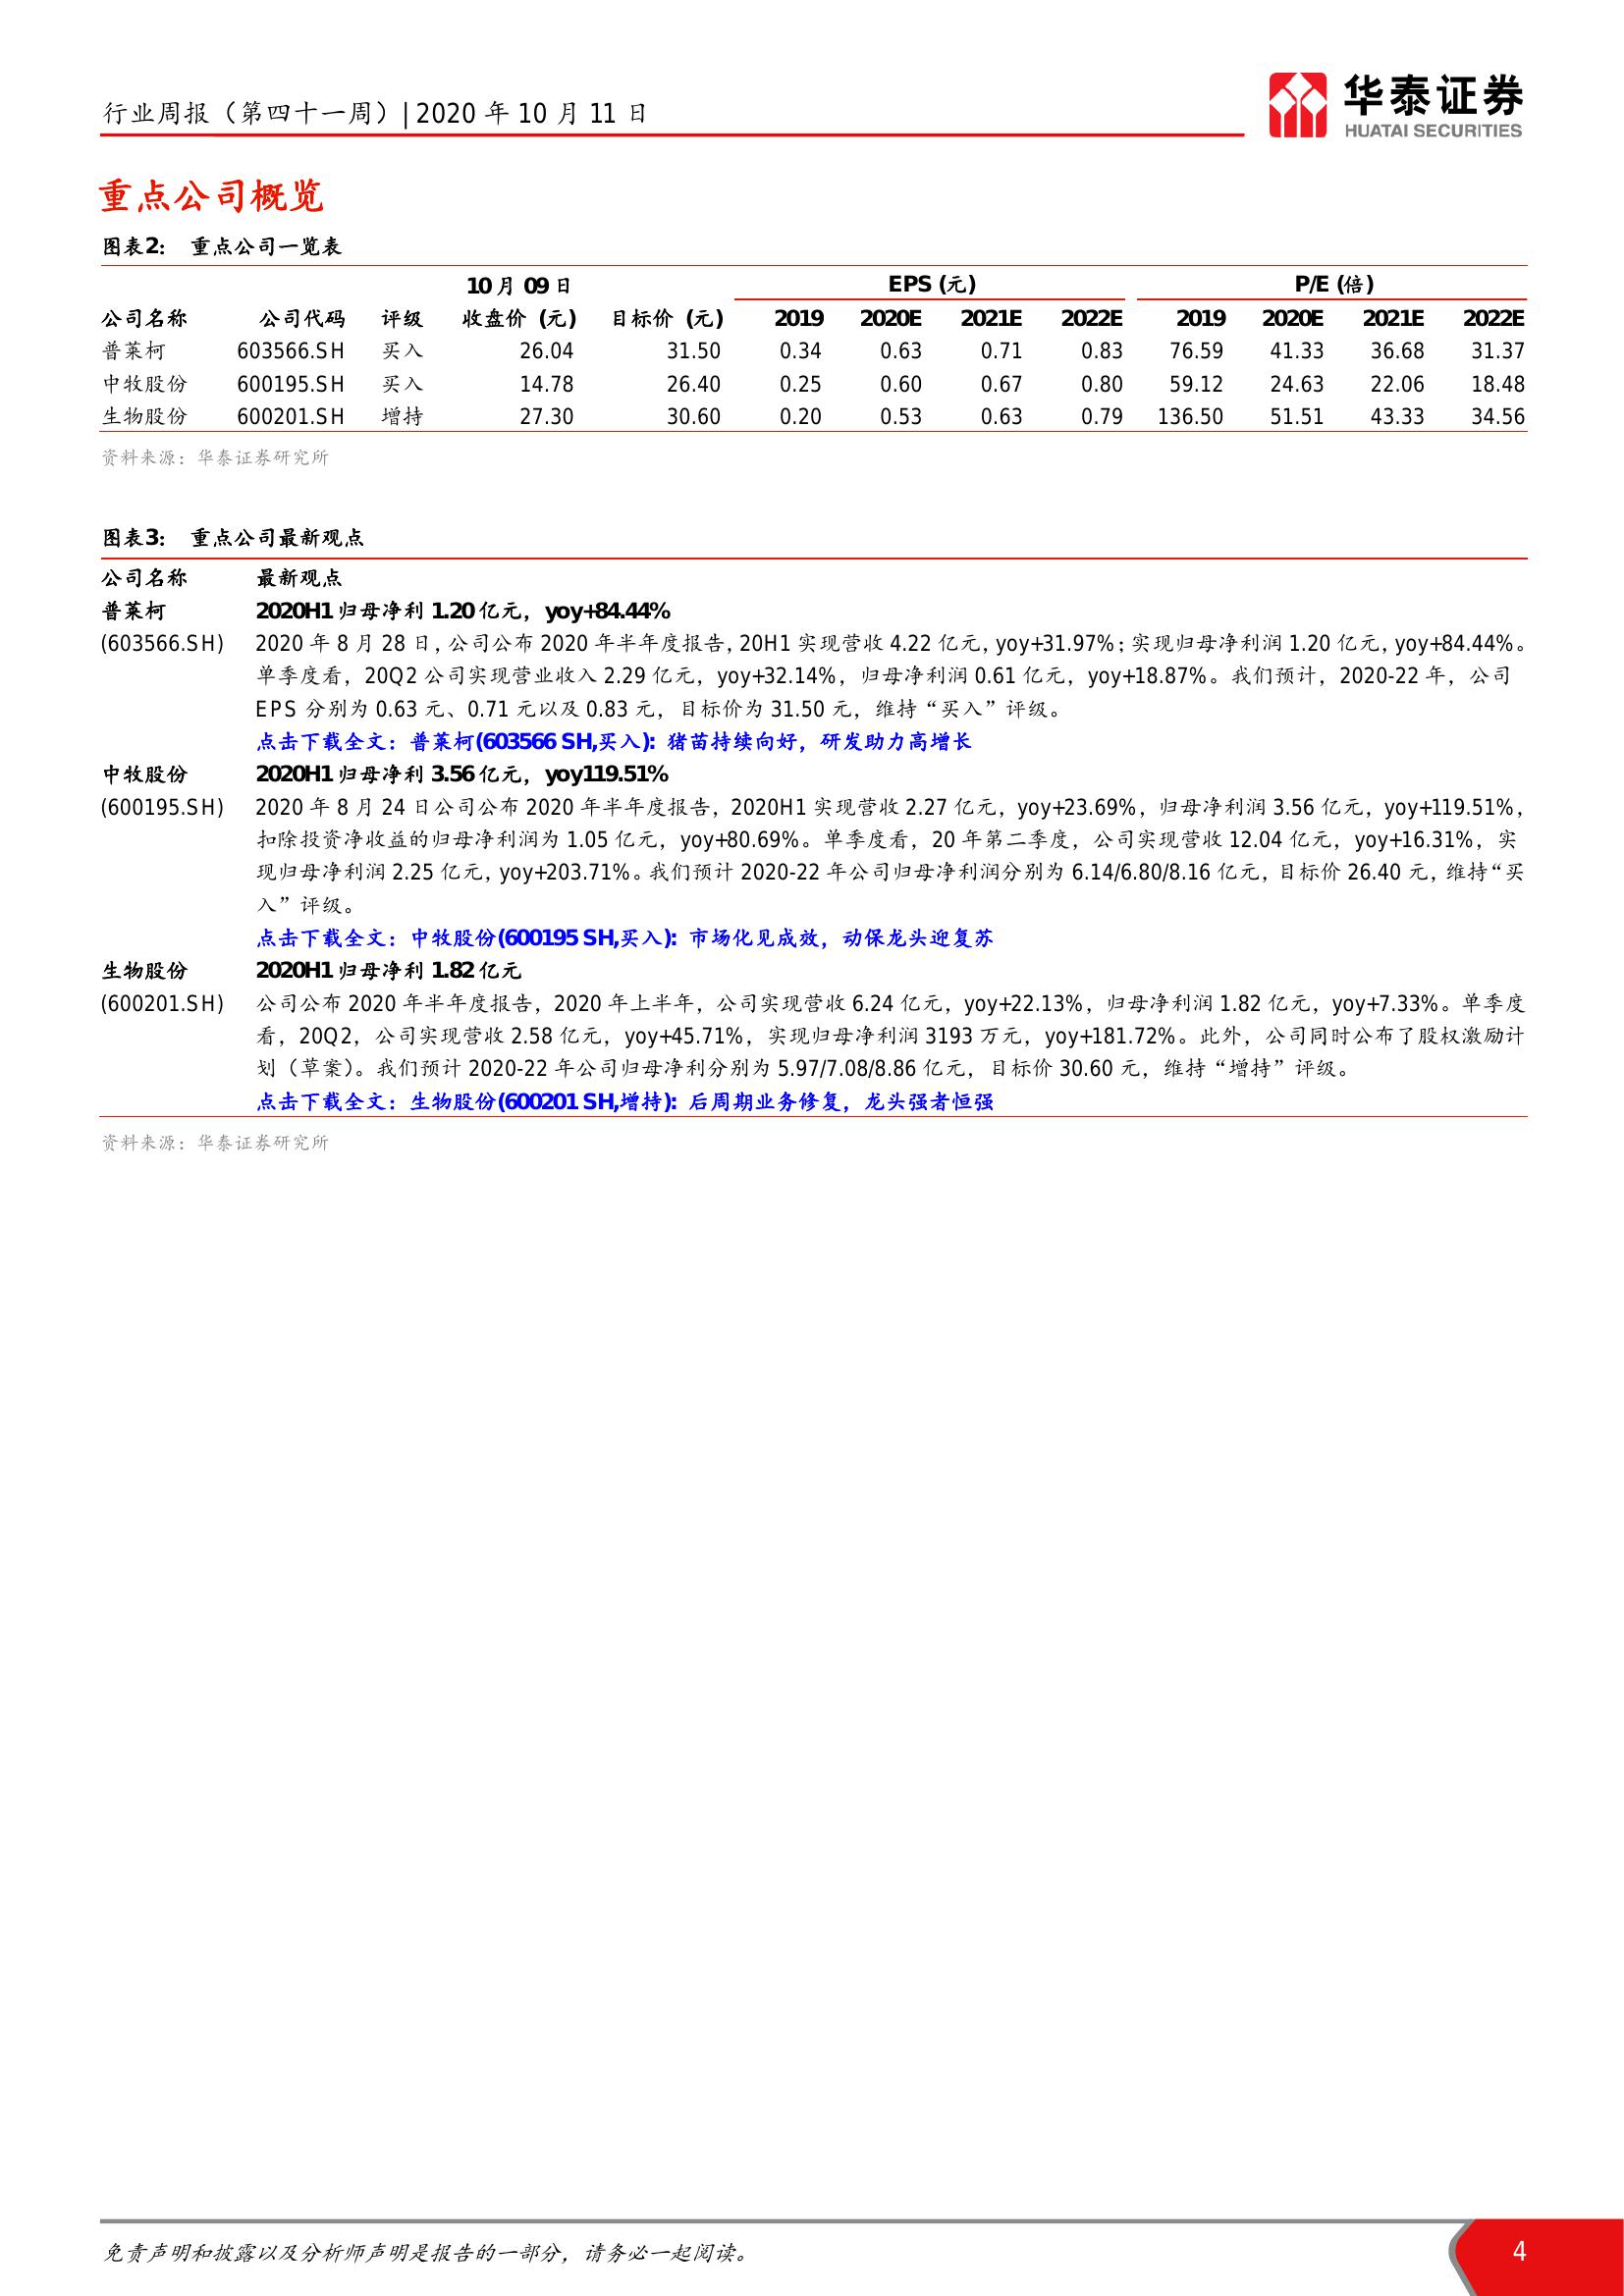 行业周报（第四十一周）| 2020 年 10 月 11 日
华泰证券
HUATAI SECURITIES
重点公司概览
图表2： 重点公司一览表
10 月 09 日 EPS (元) P/E (倍)
公司名称 公司代码 评级 收盘价 (元) 目标价 (元) 2019 2020E 2021E 2022E 2019 2020E 2021E 2022E
普莱柯 603566.SH 买入 26.04 31.50 0.34 0.63 0.71 0.83 76.59 41.33 36.68 31.37
中牧股份 600195.SH 买入 14.78 26.40 0.25 0.60 0.67 0.80 59.12 24.63 22.06 18.48
生物股份 600201.SH 增持 27.30 30.60 0.20 0.53 0.63 0.79 136.50 51.51 43.33 34.56
资料来源：华泰证券研究所
图表3： 重点公司最新观点
公司名称 最新观点
普莱柯 2020H1 归母净利 1.20 亿元，yoy+84.44%
(603566.SH) 2020 年 8 月 28 日，公司公布 2020 年半年度报告，20H1 实现营收 4.22 亿元，yoy+31.97%；实现归母净利润 1.20 亿元，yoy+84.44%。
单季度看，20Q2 公司实现营业收入 2.29 亿元，yoy+32.14%，归母净利润 0.61 亿元，yoy+18.87%。我们预计，2020-22 年，公司
EPS 分别为 0.63 元、0.71 元以及 0.83 元，目标价为 31.50 元，维持“买入”评级。
点击下载全文：普莱柯(603566 SH,买入)：猪苗持续向好，研发助力高增长
中牧股份 2020H1 归母净利 3.56 亿元，yoy119.51%
(600195.SH) 2020 年 8 月 24 日公司公布 2020 年半年度报告，2020H1 实现营收 2.27 亿元，yoy+23.69%，归母净利润 3.56 亿元，yoy+119.51%，
扣除投资净收益的归母净利润为 1.05 亿元，yoy+80.69%。单季度看，20 年第二季度，公司实现营收 12.04 亿元，yoy+16.31%，实
现归母净利润 2.25 亿元，yoy+203.71%。我们预计 2020-22 年公司归母净利润分别为 6.14/6.80/8.16 亿元，目标价 26.40 元，维持“买
入”评级。
点击下载全文：中牧股份(600195 SH,买入)：市场化见成效，动保龙头迎复苏
生物股份 2020H1 归母净利 1.82 亿元
(600201.SH) 公司公布 2020 年半年度报告，2020 年上半年，公司实现营收 6.24 亿元，yoy+22.13%，归母净利润 1.82 亿元，yoy+7.33%。单季度
看，20Q2，公司实现营收 2.58 亿元，yoy+45.71%，实现归母净利润 3193 万元，yoy+181.72%。此外，公司同时公布了股权激励计
划（草案）。我们预计 2020-22 年公司归母净利分别为 5.97/7.08/8.86 亿元，目标价 30.60 元，维持“增持”评级。
点击下载全文：生物股份(600201 SH,增持)：后周期业务修复，龙头强者恒强
资料来源：华泰证券研究所
免责声明和披露以及分析师声明是报告的一部分，请务必一起阅读。
4